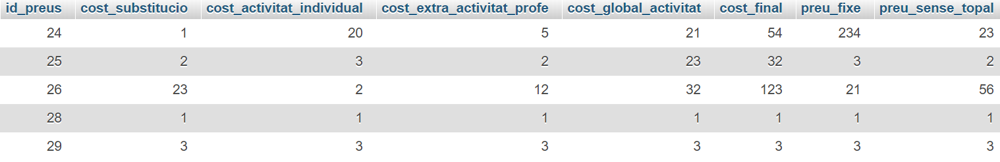 id_preus cost_substitucio cost_activitat_individual cost_extra_activitat_profe cost_global_activitat cost_final preu_fixe preu_sense_topal
24 1 20 5 21 54 234 23
25 2 3 2 23 32 3 2
26 23 2 12 32 123 21 56
28 1 1 1 1 1 1 1
29 3 3 3 3 3 3 3